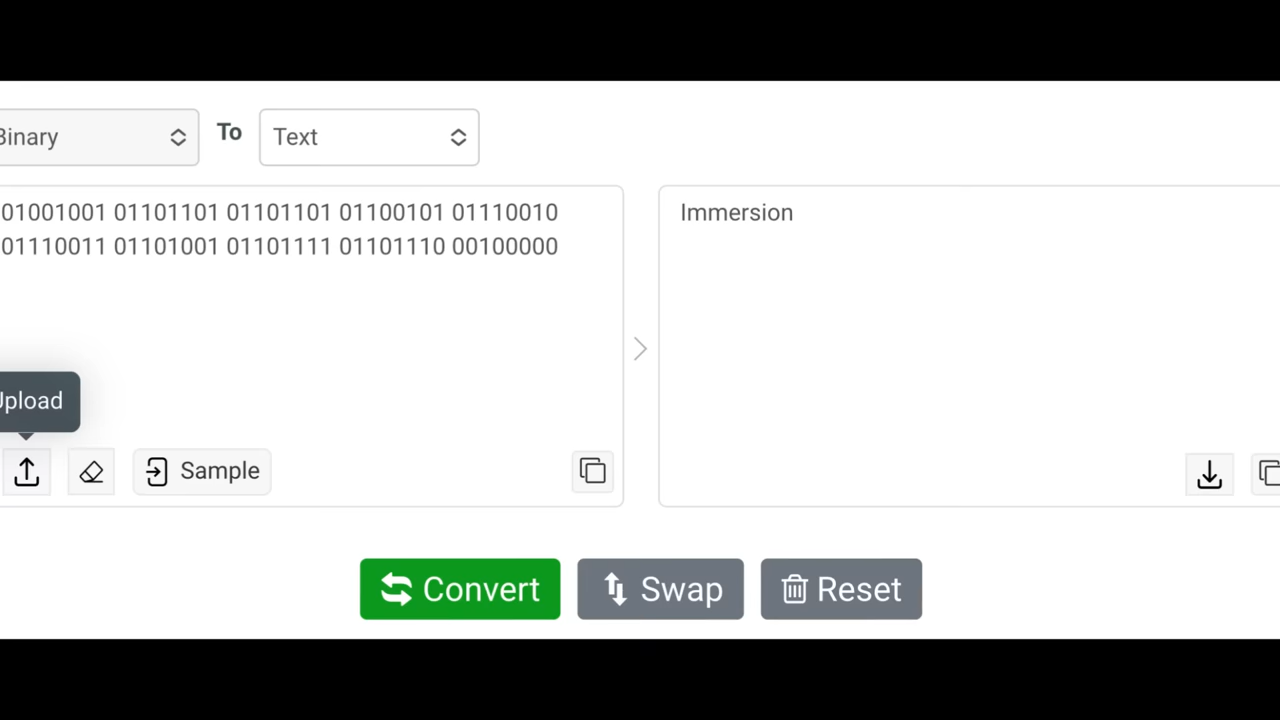 Binary To Text
01001001 01101101 01101101 01100101 01110010
01110011 01101001 01101111 01101110 00100000
Immersion
Upload
Sample
Convert Swap Reset